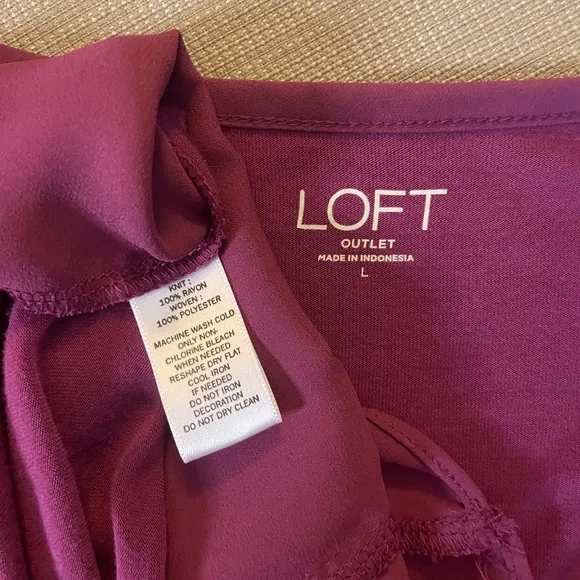 LOFT
OUTLET
MADE IN INDONESIA
L
KNIT :
100% RAYON
WOVEN :
100% POLYESTER
MACHINE WASH COLD
ONLY NON-
CHLORINE BLEACH
WHEN NEEDED
RESHAPE DRY FLAT
COOL IRON
IF NEEDED
DO NOT IRON
DECORATION
DO NOT DRY CLEAN